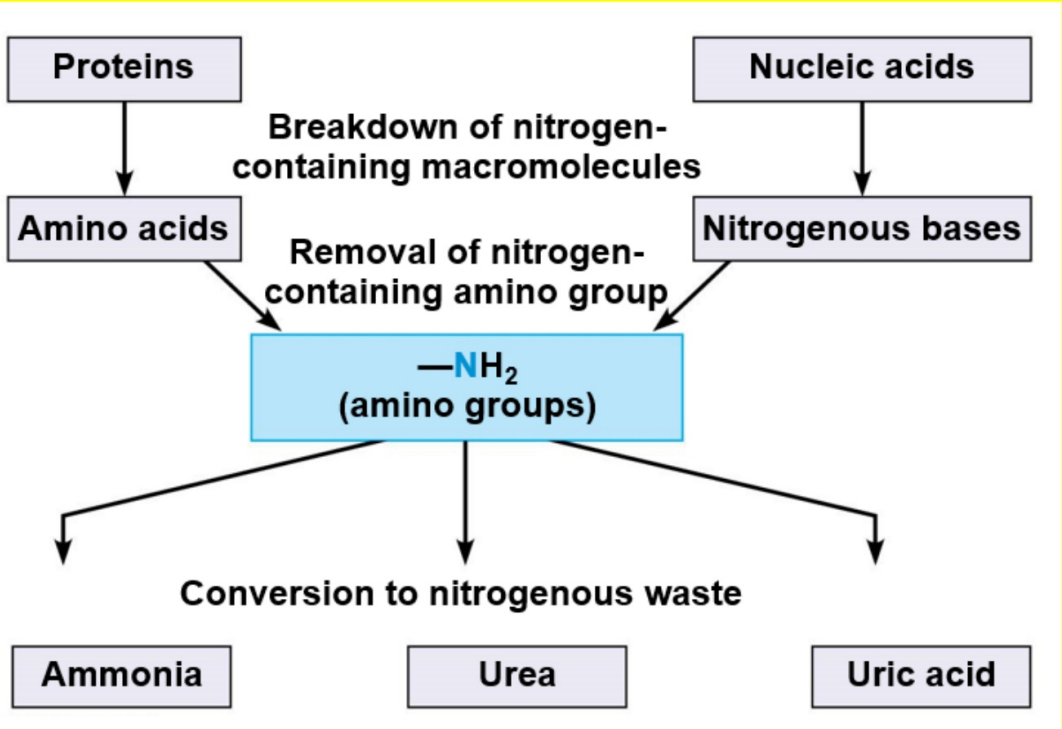 Proteins
Nucleic acids
Breakdown of nitrogen-
containing macromolecules
Amino acids
Nitrogenous bases
Removal of nitrogen-
containing amino group
—NH₂
(amino groups)
Conversion to nitrogenous waste
Ammonia
Urea
Uric acid